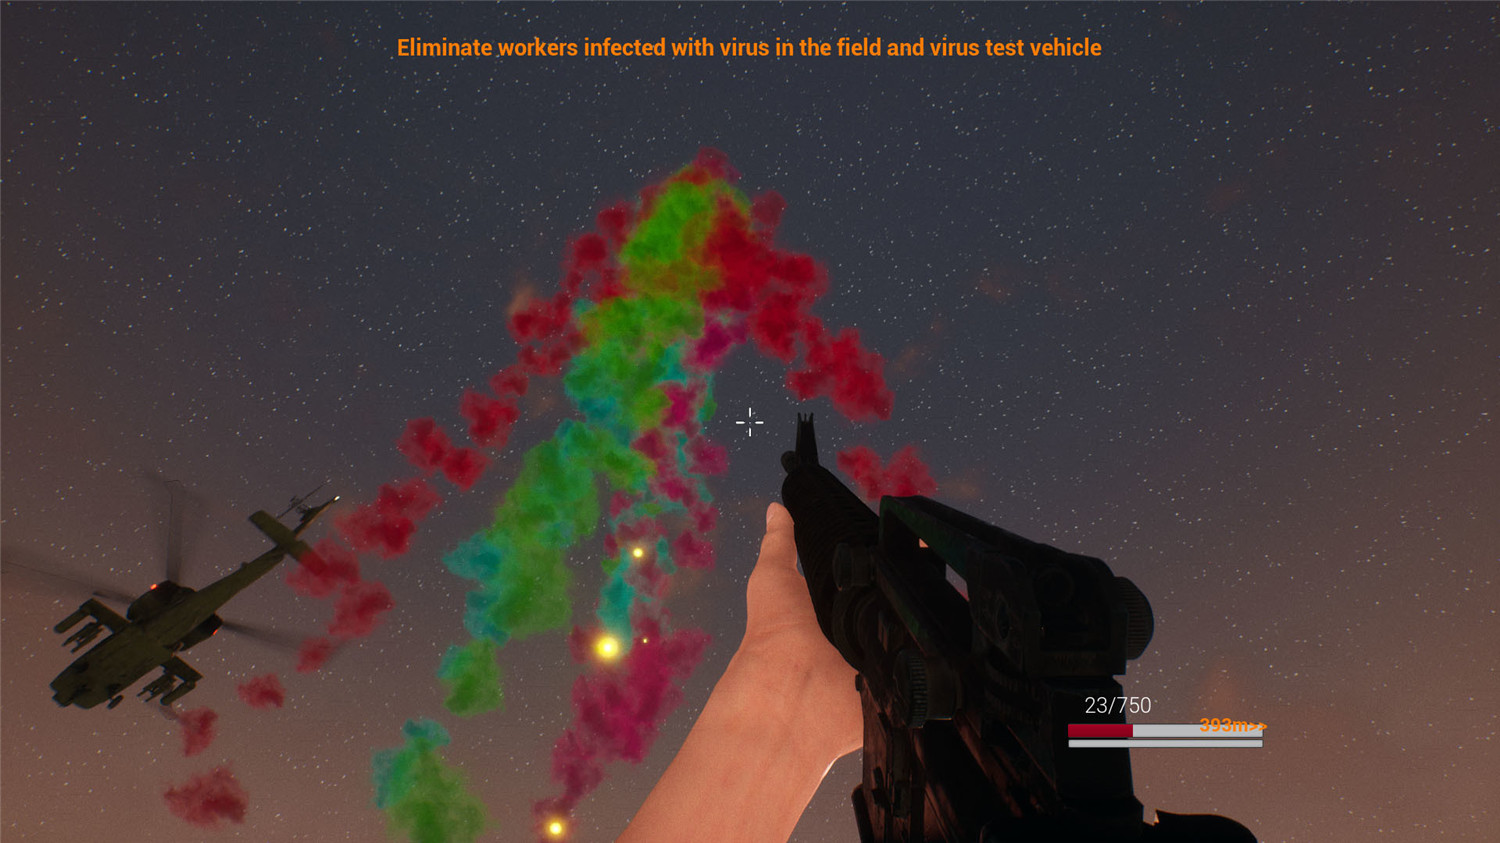 Eliminate workers infected with virus in the field and virus test vehicle
23/750
393m>>